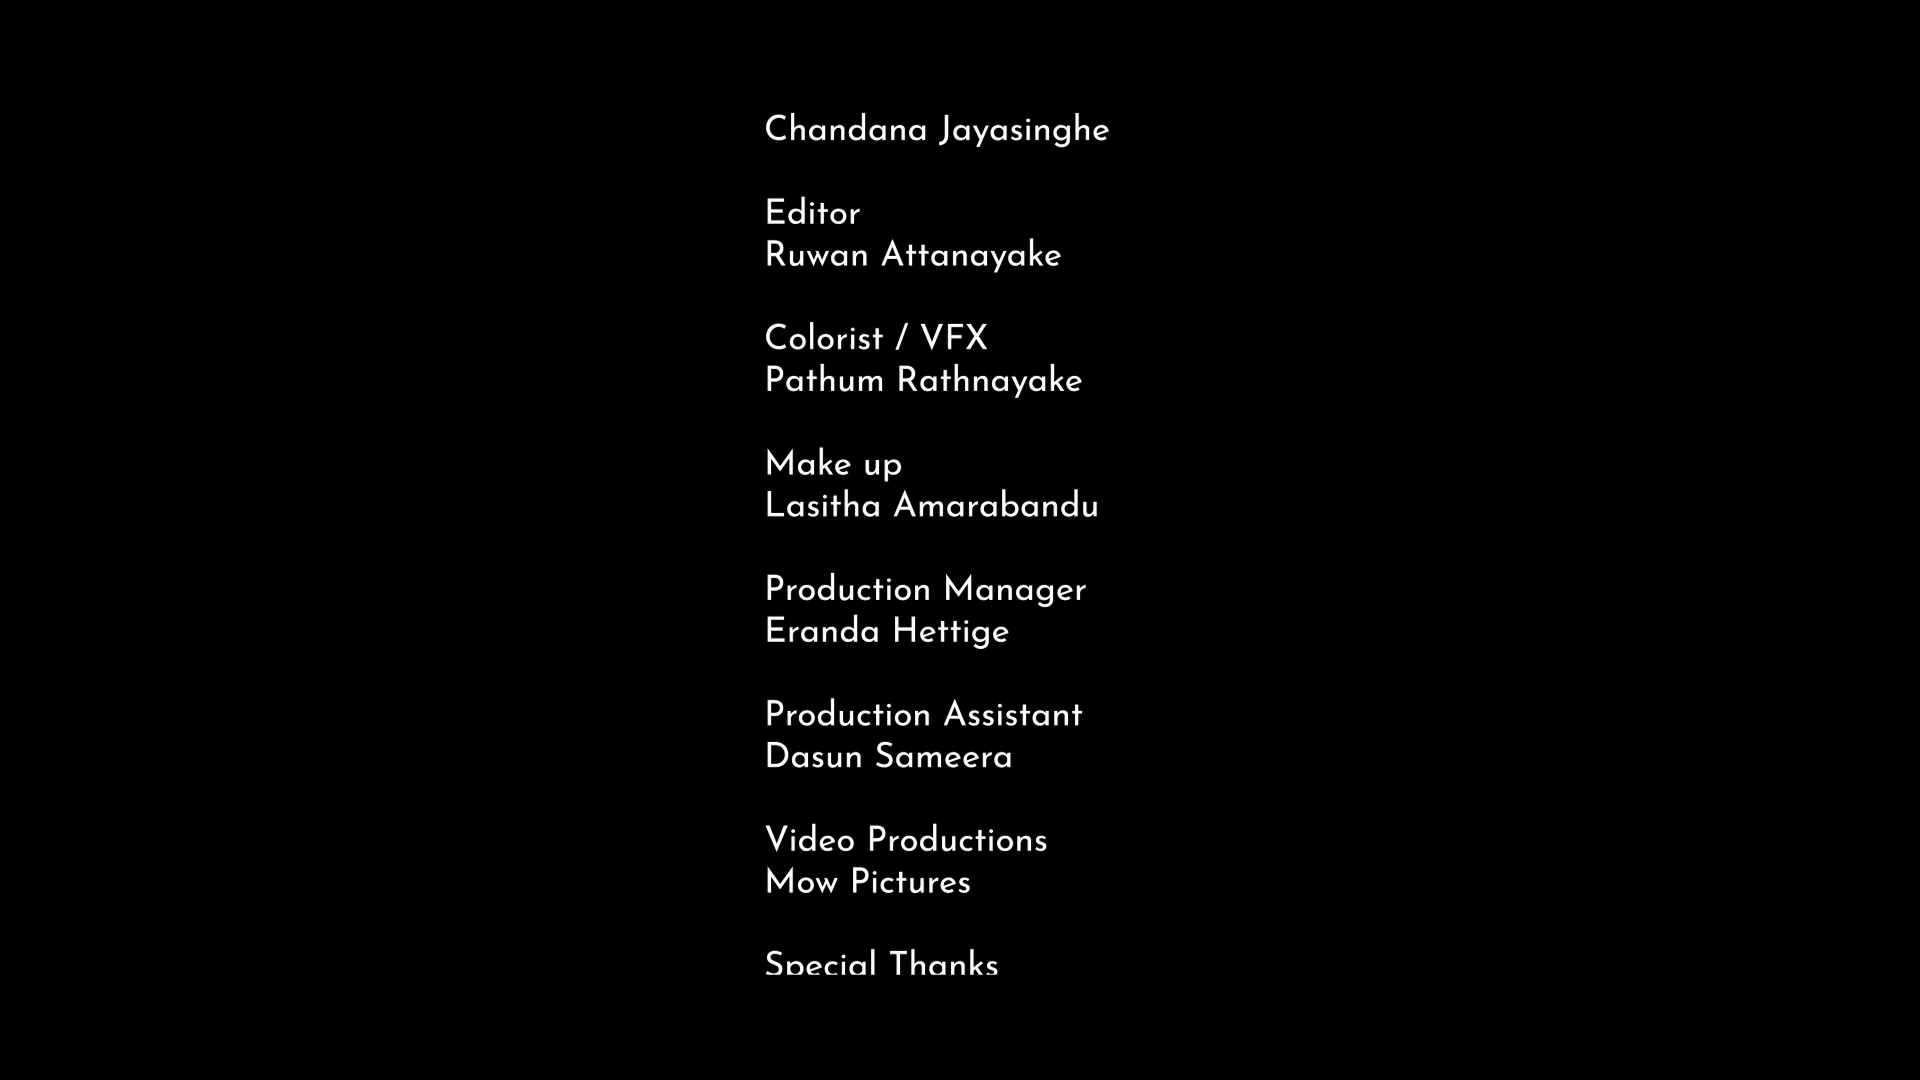 Chandana Jayasinghe
Editor
Ruwan Attanayake
Colorist / VFX
Pathum Rathnayake
Make up
Lasitha Amarabandu
Production Manager
Eranda Hettige
Production Assistant
Dasun Sameera
Video Productions
Mow Pictures
Special Thanks